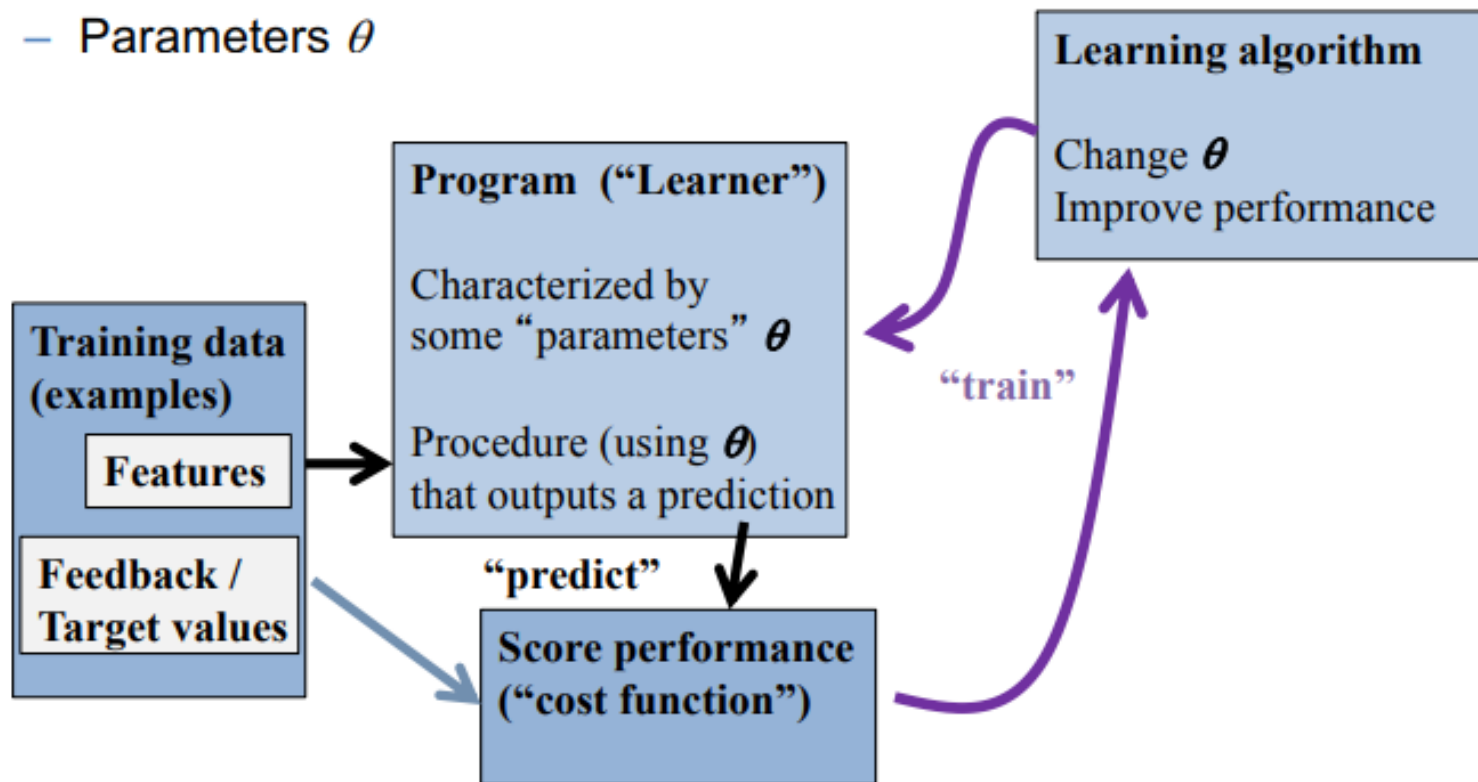 – Parameters θ
Learning algorithm
Change θ
Improve performance
Program (“Learner”)
Characterized by
some “parameters” θ
Procedure (using θ)
that outputs a prediction
Training data
(examples)
Features
Feedback /
Target values
“train”
“predict”
Score performance
(“cost function”)